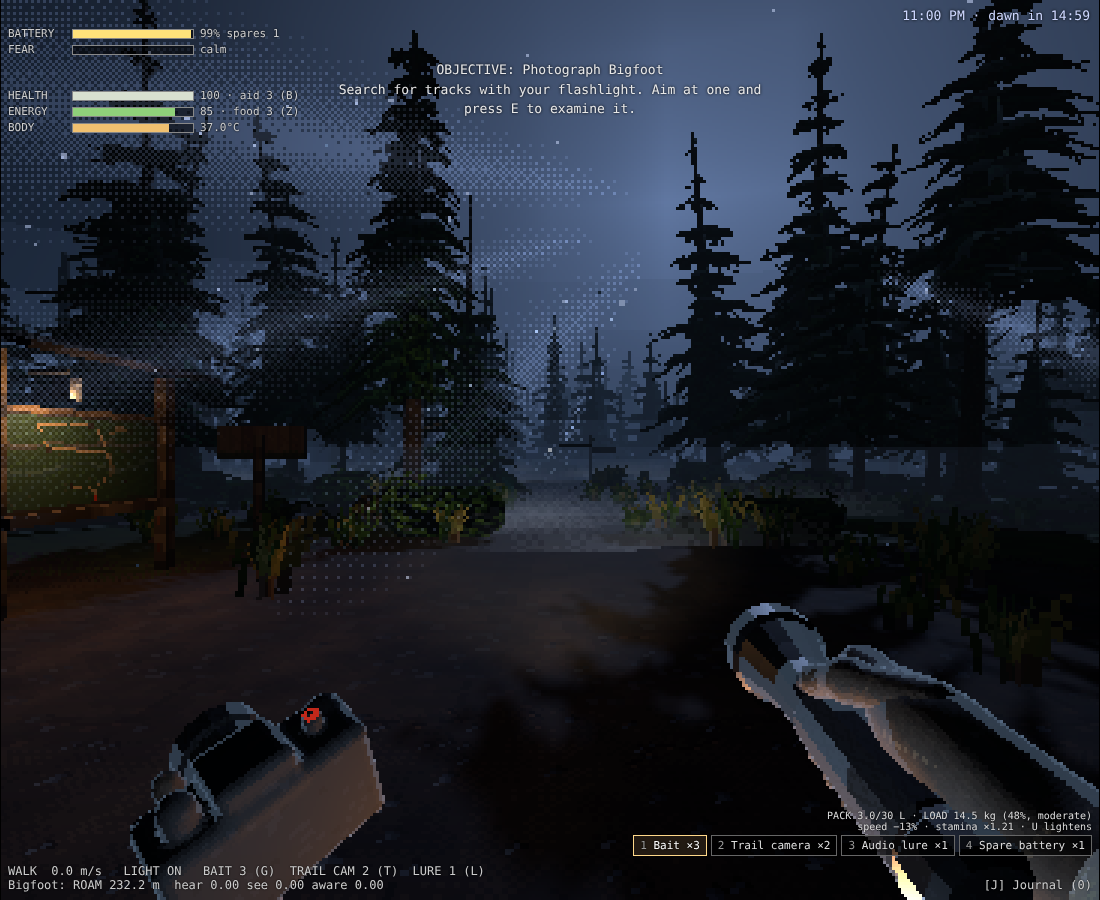 11:00 PM · dawn in 14:59
BATTERY 99% spares 1
FEAR calm
HEALTH 100 · aid 3 (B)
ENERGY 85 · food 3 (Z)
BODY 37.0°C
OBJECTIVE: Photograph Bigfoot
Search for tracks with your flashlight. Aim at one and
press E to examine it.
PACK 3.0/30 L · LOAD 14.5 kg (48%, moderate)
speed −13% · stamina ×1.21 · U lightens
1 Bait ×3 2 Trail camera ×2 3 Audio lure ×1 4 Spare battery ×1
WALK 0.0 m/s LIGHT ON BAIT 3 (G) TRAIL CAM 2 (T) LURE 1 (L)
Bigfoot: ROAM 232.2 m hear 0.00 see 0.00 aware 0.00
[J] Journal (0)